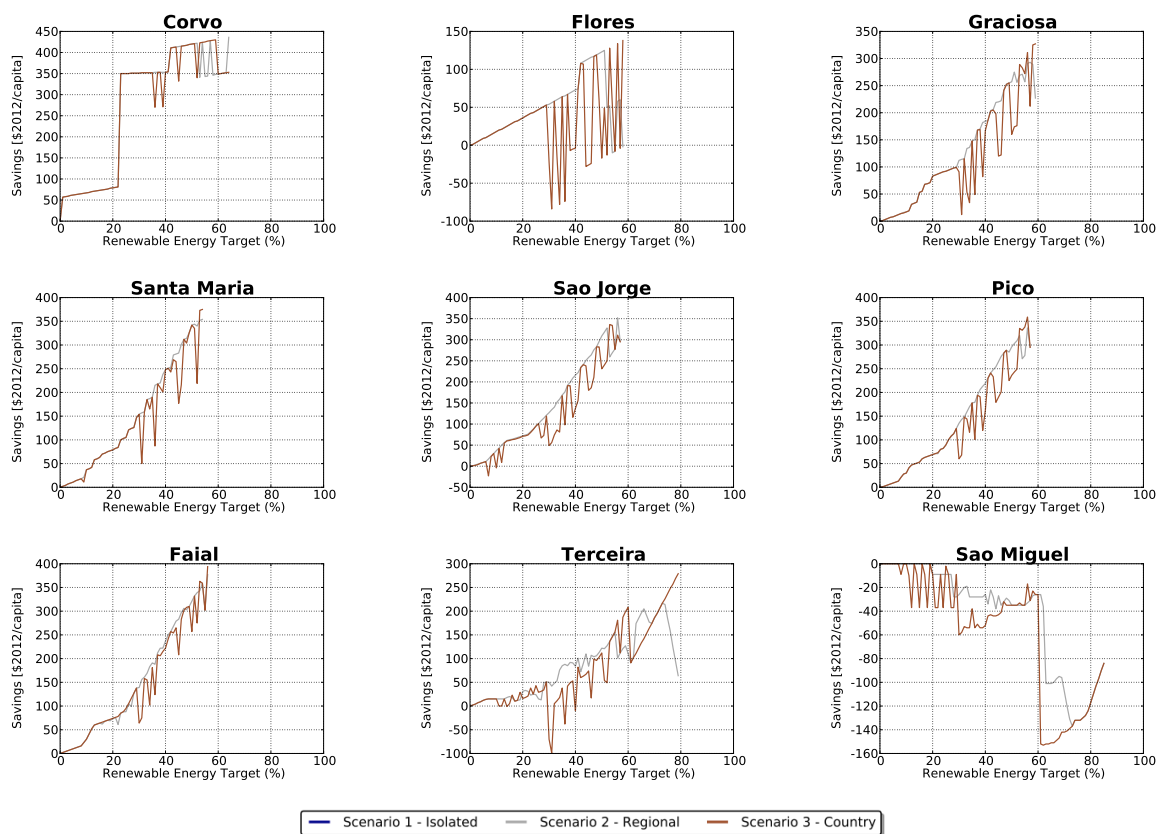 Corvo
Savings [$2012/capita]
450
400
350
300
250
200
150
100
50
0
0 20 40 60 80 100
Renewable Energy Target (%)
Flores
Savings [$2012/capita]
150
100
50
0
-50
-100
0 20 40 60 80 100
Renewable Energy Target (%)
Graciosa
Savings [$2012/capita]
350
300
250
200
150
100
50
0
0 20 40 60 80 100
Renewable Energy Target (%)
Santa Maria
Savings [$2012/capita]
400
350
300
250
200
150
100
50
0
0 20 40 60 80 100
Renewable Energy Target (%)
Sao Jorge
Savings [$2012/capita]
400
350
300
250
200
150
100
50
0
-50
0 20 40 60 80 100
Renewable Energy Target (%)
Pico
Savings [$2012/capita]
400
350
300
250
200
150
100
50
0
0 20 40 60 80 100
Renewable Energy Target (%)
Faial
Savings [$2012/capita]
400
350
300
250
200
150
100
50
0
0 20 40 60 80 100
Renewable Energy Target (%)
Terceira
Savings [$2012/capita]
300
250
200
150
100
50
0
-50
-100
0 20 40 60 80 100
Renewable Energy Target (%)
Sao Miguel
Savings [$2012/capita]
0
-20
-40
-60
-80
-100
-120
-140
-160
0 20 40 60 80 100
Renewable Energy Target (%)
Scenario 1 - Isolated Scenario 2 - Regional Scenario 3 - Country